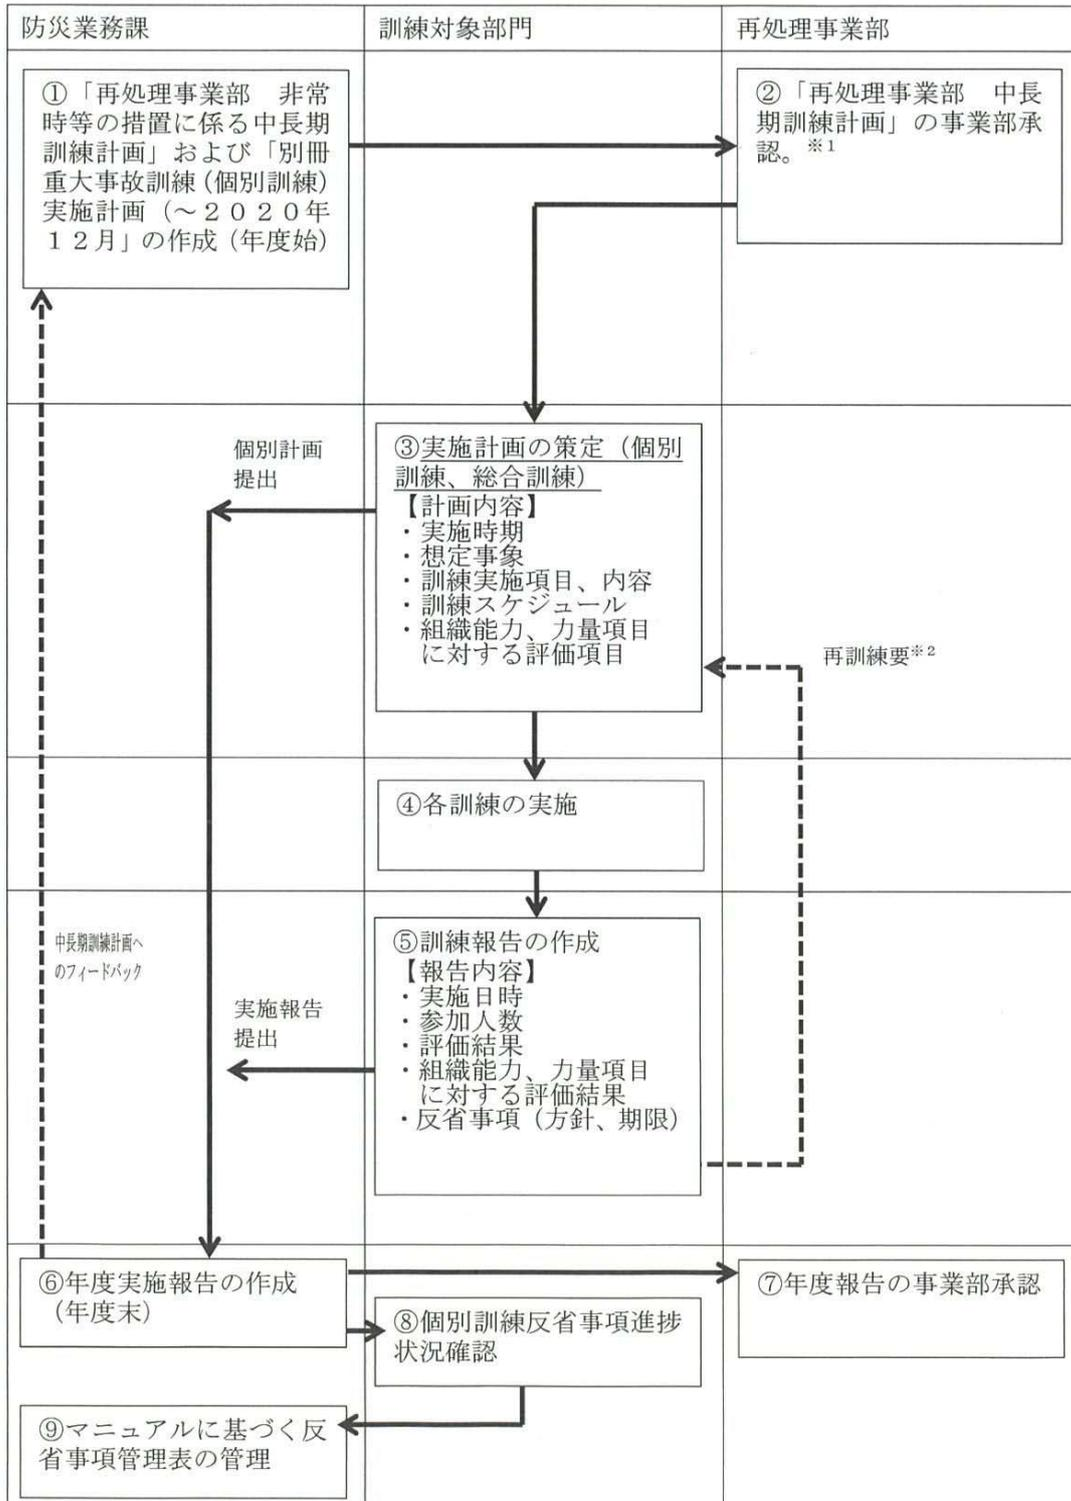 防災業務課
訓練対象部門
再処理事業部
①「再処理事業部　非常
時等の措置に係る中長期
訓練計画」および「別冊
重大事故訓練（個別訓練）
実施計画（～２０２０年
１２月」の作成（年度始）
②「再処理事業部　中長
期訓練計画」の事業部承
認。※1
個別計画
提出
③実施計画の策定（個別
訓練、総合訓練）
【計画内容】
・実施時期
・想定事象
・訓練実施項目、内容
・訓練スケジュール
・組織能力、力量項目
に対する評価項目
再訓練要※2
④各訓練の実施
中長期訓練計画へ
のフィードバック
実施報告
提出
⑤訓練報告の作成
【報告内容】
・実施日時
・参加人数
・評価結果
・組織能力、力量項目
に対する評価結果
・反省事項（方針、期限）
⑥年度実施報告の作成
（年度末）
⑦年度報告の事業部承認
⑧個別訓練反省事項進捗
状況確認
⑨マニュアルに基づく反
省事項管理表の管理